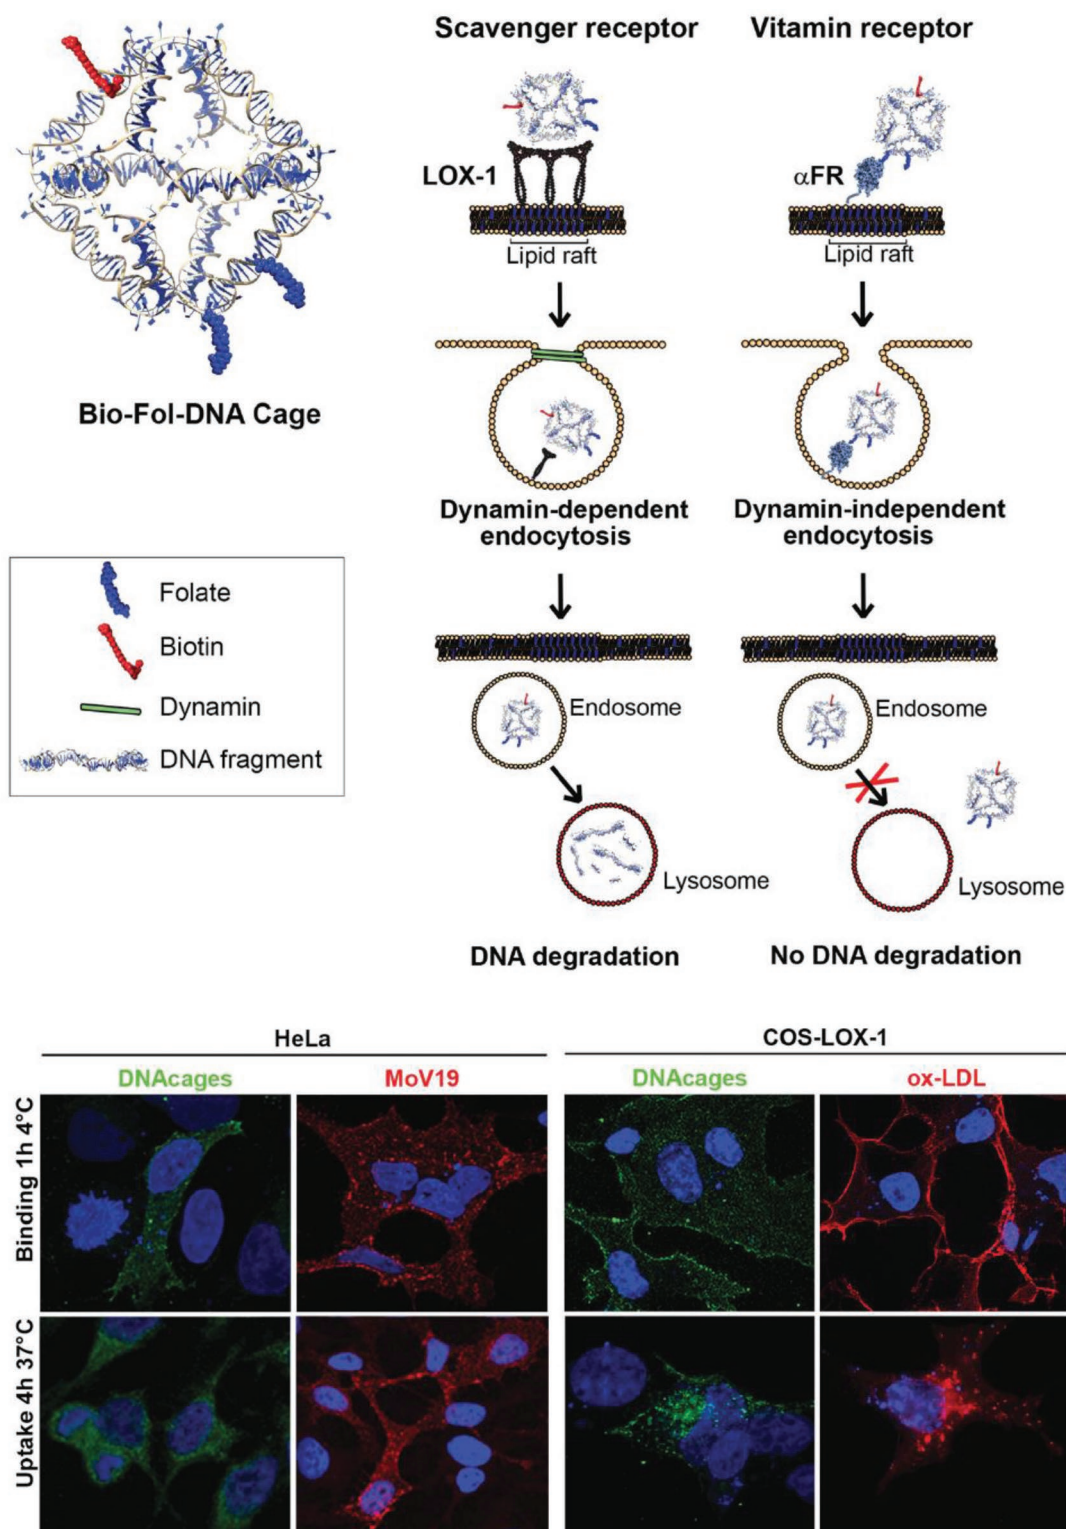 Bio-Fol-DNA Cage
Folate
Biotin
Dynamin
DNA fragment
Scavenger receptor
LOX-1
Lipid raft
Dynamin-dependent
endocytosis
Endosome
Lysosome
DNA degradation
Vitamin receptor
αFR
Lipid raft
Dynamin-independent
endocytosis
Endosome
Lysosome
No DNA degradation
HeLa
COS-LOX-1
DNAcages
MoV19
DNAcages
ox-LDL
Binding 1h 4°C
Uptake 4h 37°C